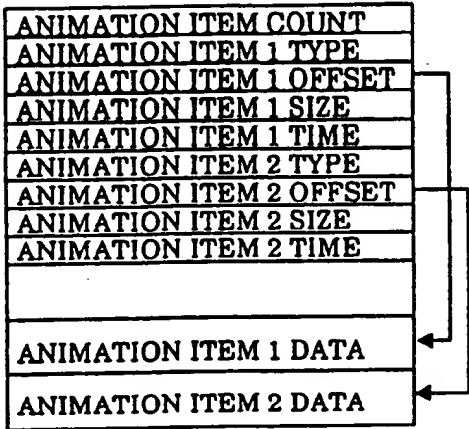 ANIMATION ITEM COUNT
ANIMATION ITEM 1 TYPE
ANIMATION ITEM 1 OFFSET
ANIMATION ITEM 1 SIZE
ANIMATION ITEM 1 TIME
ANIMATION ITEM 2 TYPE
ANIMATION ITEM 2 OFFSET
ANIMATION ITEM 2 SIZE
ANIMATION ITEM 2 TIME
ANIMATION ITEM 1 DATA
ANIMATION ITEM 2 DATA